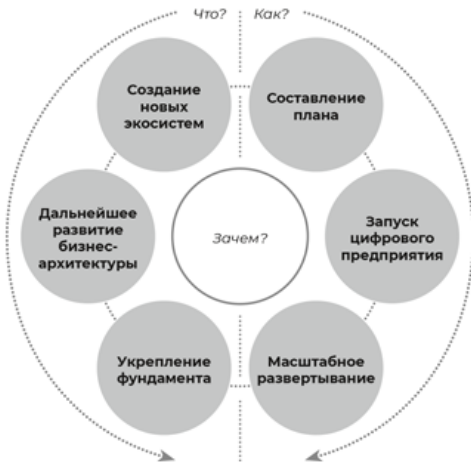 Что?
Как?
Создание
новых
экосистем
Составление
плана
Дальнейшее
развитие
бизнес-
архитектуры
Зачем?
Запуск
цифрового
предприятия
Укрепление
фундамента
Масштабное
развертывание